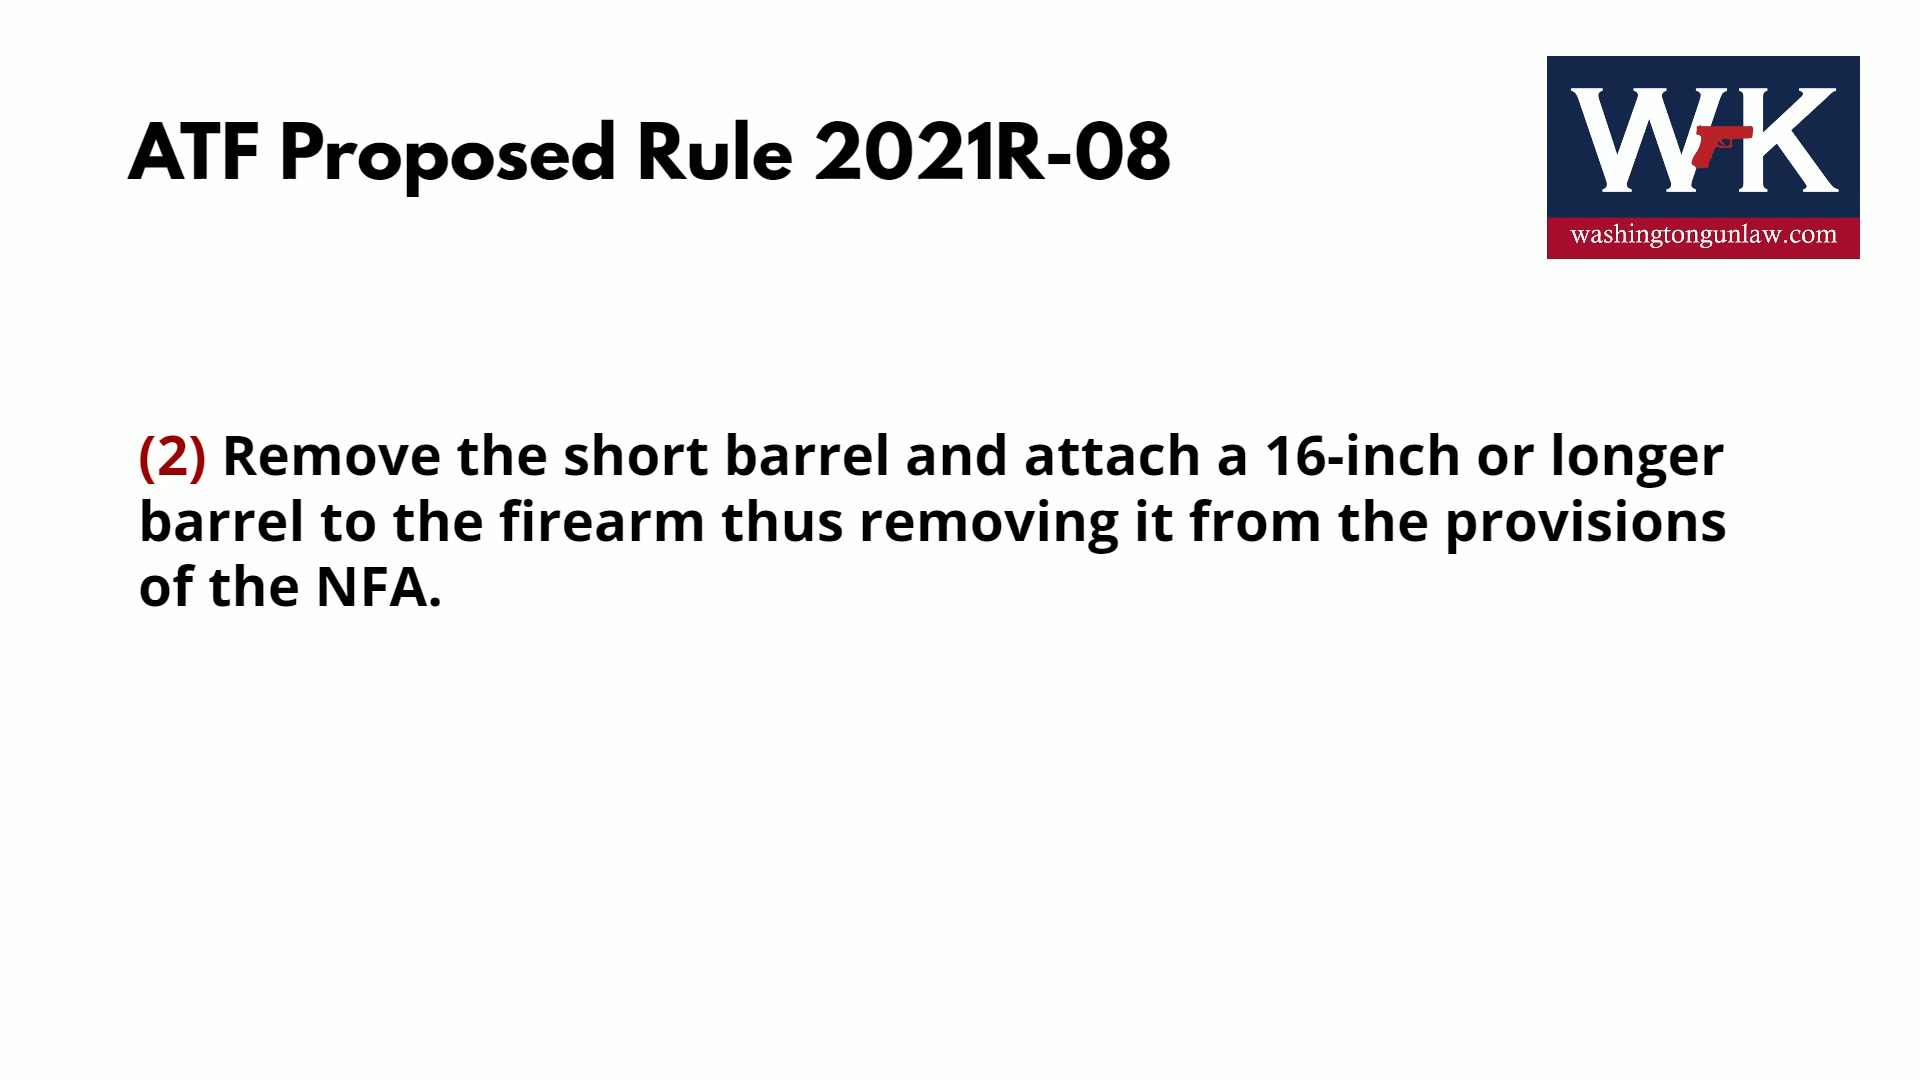 ATF Proposed Rule 2021R-08
WK
washingtongunlaw.com
(2) Remove the short barrel and attach a 16-inch or longer
barrel to the firearm thus removing it from the provisions
of the NFA.